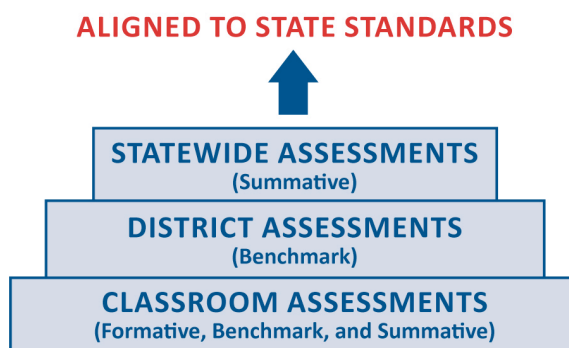 ALIGNED TO STATE STANDARDS
STATEWIDE ASSESSMENTS
(Summative)
DISTRICT ASSESSMENTS
(Benchmark)
CLASSROOM ASSESSMENTS
(Formative, Benchmark, and Summative)